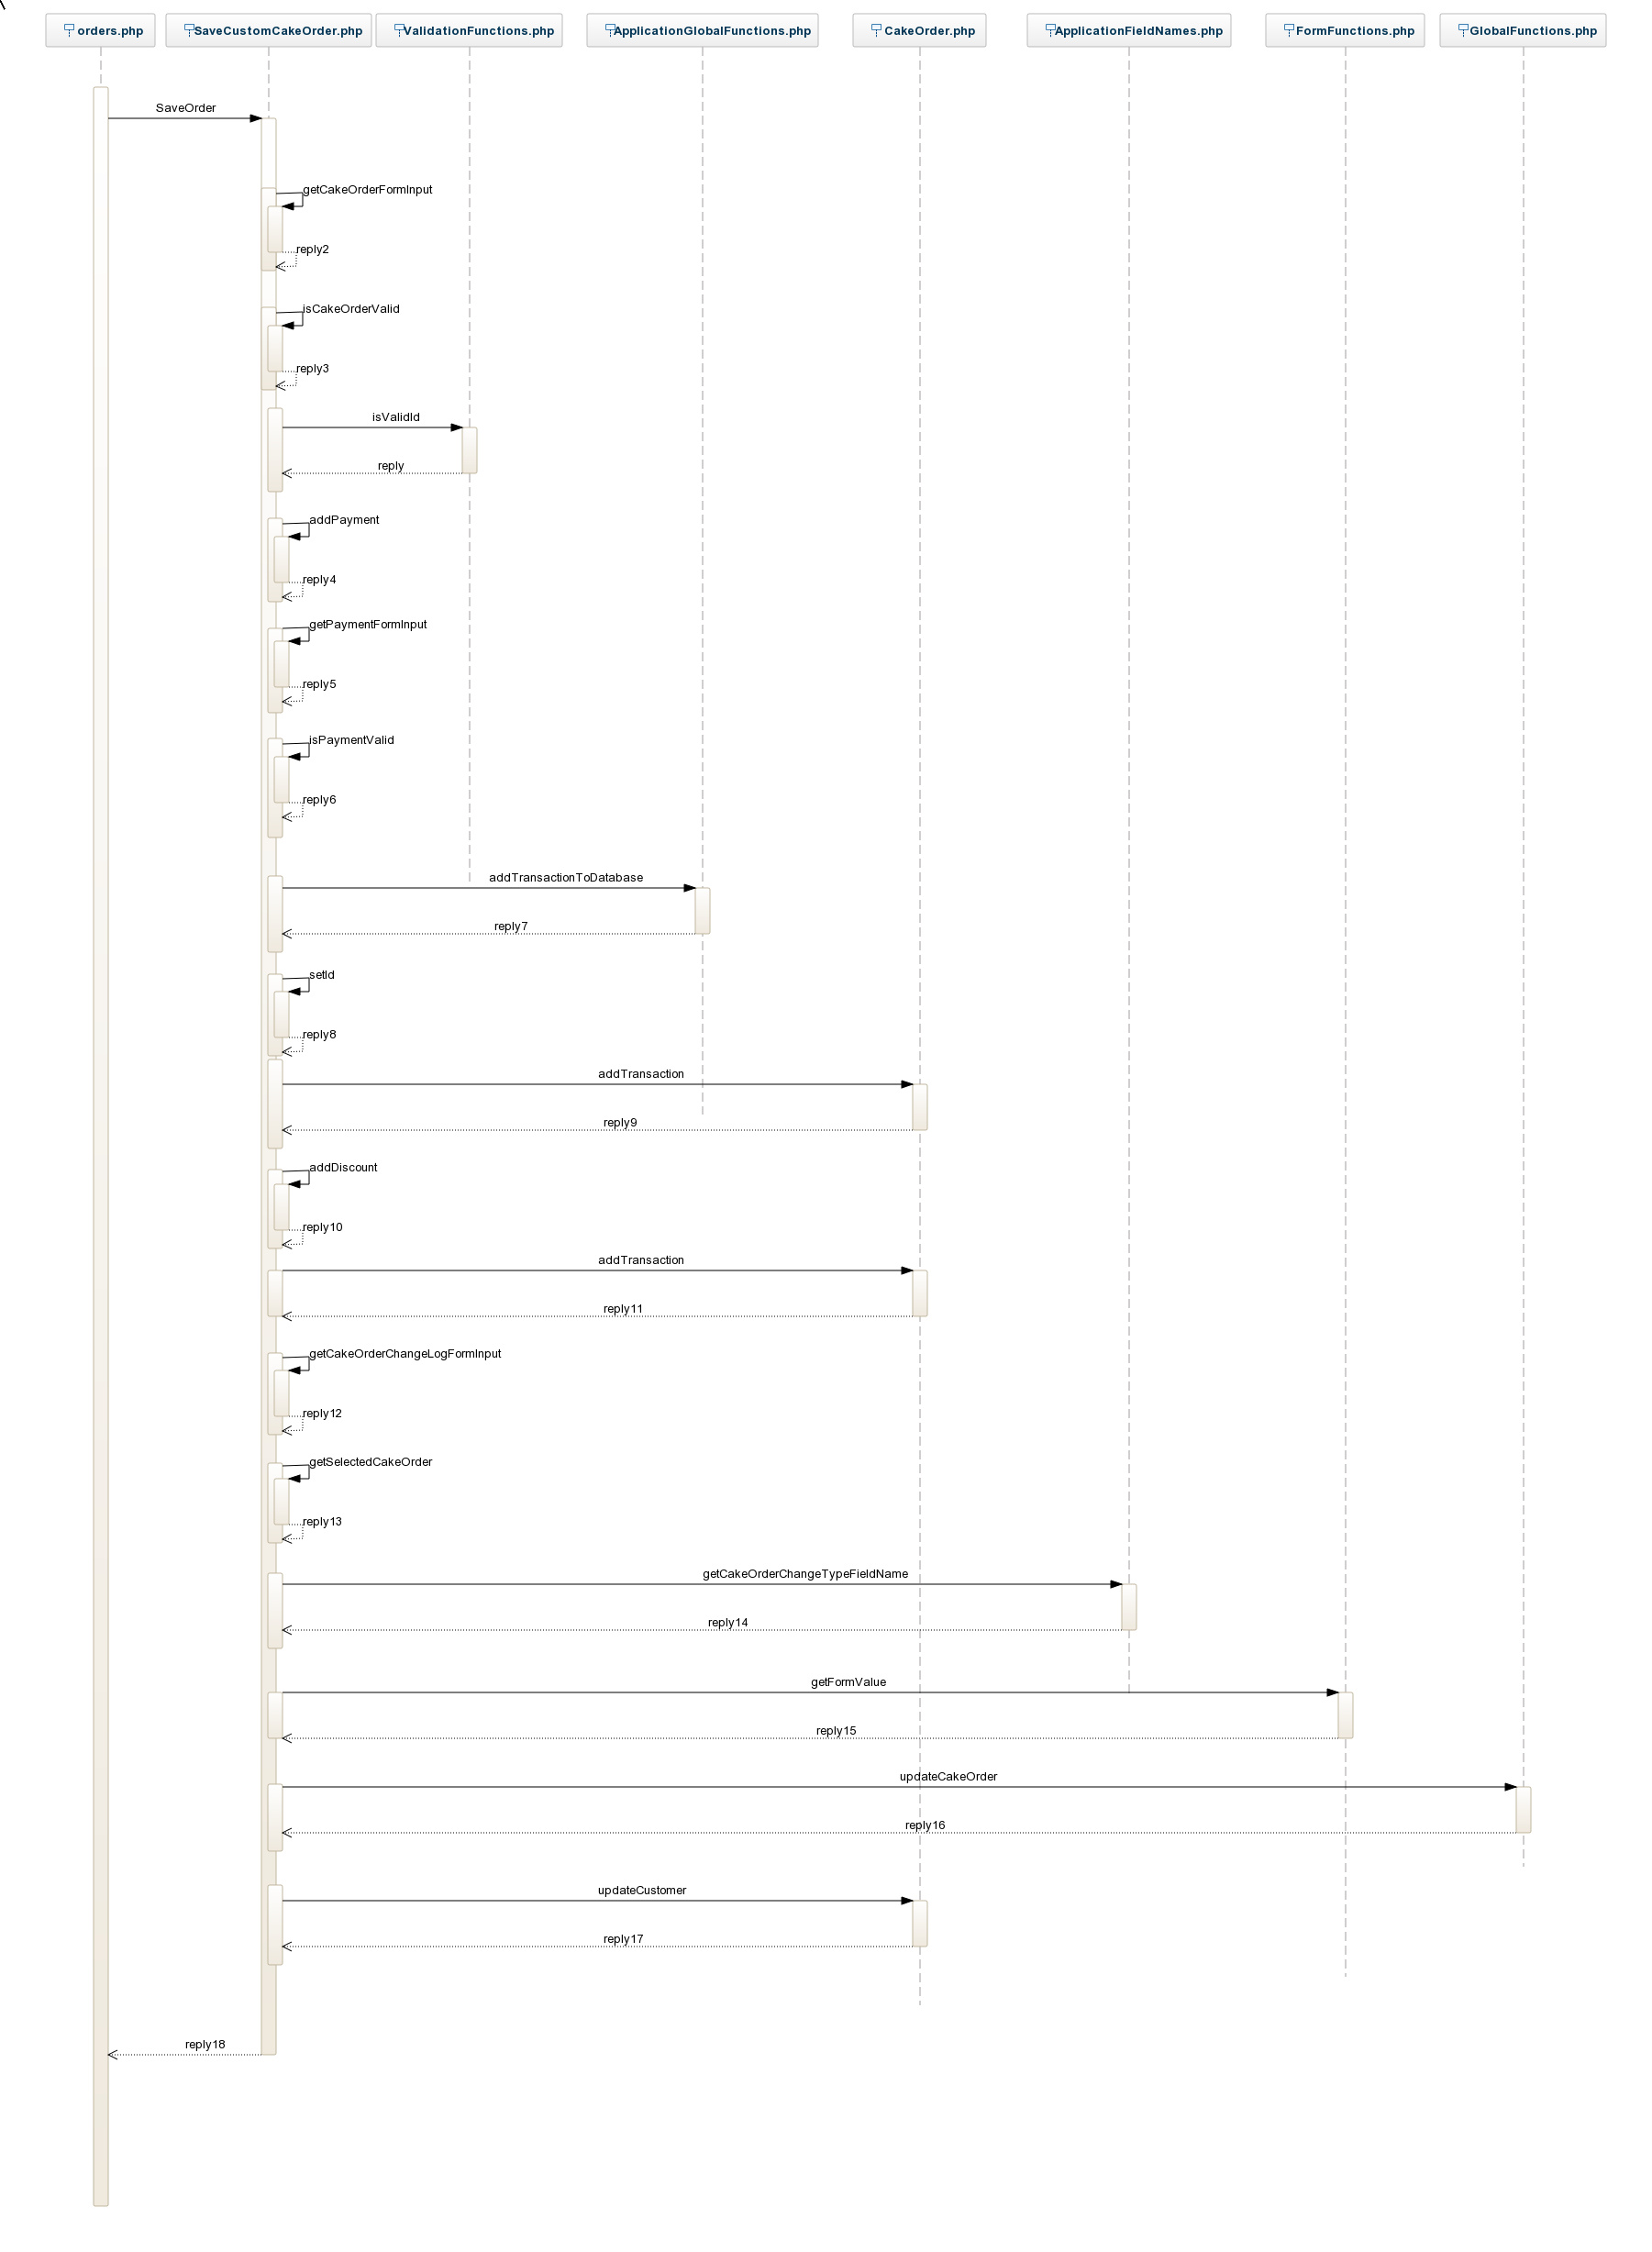 orders.php
SaveCustomCakeOrder.php
ValidationFunctions.php
ApplicationGlobalFunctions.php
CakeOrder.php
ApplicationFieldNames.php
FormFunctions.php
GlobalFunctions.php
SaveOrder
getCakeOrderFormInput
reply2
isCakeOrderValid
reply3
isValidId
reply
addPayment
reply4
getPaymentFormInput
reply5
isPaymentValid
reply6
addTransactionToDatabase
reply7
setId
reply8
addTransaction
reply9
addDiscount
reply10
addTransaction
reply11
getCakeOrderChangeLogFormInput
reply12
getSelectedCakeOrder
reply13
getCakeOrderChangeTypeFieldName
reply14
getFormValue
reply15
updateCakeOrder
reply16
updateCustomer
reply17
reply18